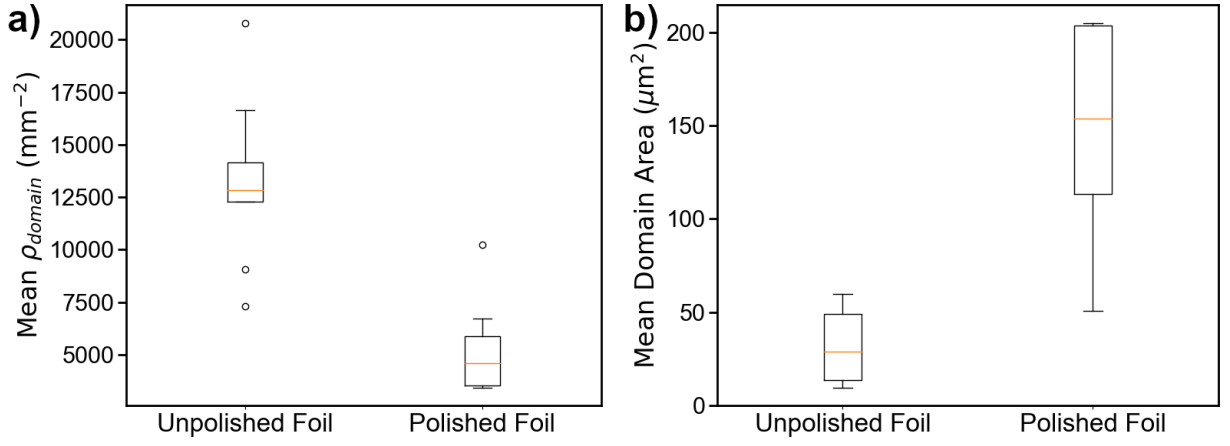 a)
Mean ρdomain (mm⁻²)
20000
17500
15000
12500
10000
7500
5000
Unpolished Foil Polished Foil
b)
Mean Domain Area (μm²)
200
150
100
50
0
Unpolished Foil Polished Foil